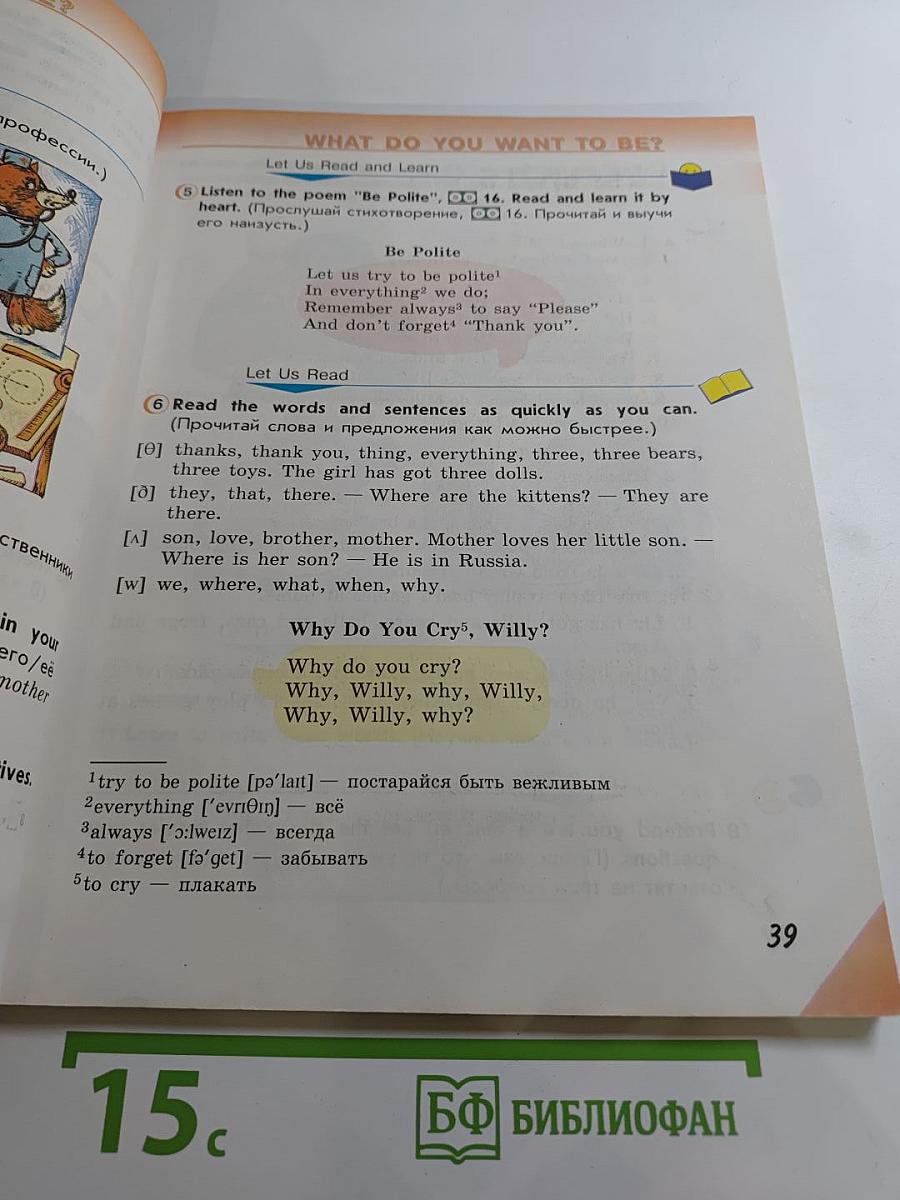 профессии.)
ственники
in your
его/её
mother
ives.
WHAT DO YOU WANT TO BE?
Let Us Read and Learn
5 Listen to the poem "Be Polite", 16. Read and learn it by
heart. (Прослушай стихотворение, 16. Прочитай и выучи
его наизусть.)
Be Polite
Let us try to be polite¹
In everything² we do;
Remember always³ to say “Please”
And don't forget⁴ “Thank you”.
Let Us Read
6 Read the words and sentences as quickly as you can.
(Прочитай слова и предложения как можно быстрее.)
[θ] thanks, thank you, thing, everything, three, three bears,
three toys. The girl has got three dolls.
[ð] they, that, there. — Where are the kittens? — They are
there.
[ʌ] son, love, brother, mother. Mother loves her little son. —
Where is her son? — He is in Russia.
[w] we, where, what, when, why.
Why Do You Cry⁵, Willy?
Why do you cry?
Why, Willy, why, Willy,
Why, Willy, why?
¹try to be polite [pə'laɪt] — постарайся быть вежливым
²everything ['evrɪθɪŋ] — всё
³always ['ɔ:lweɪz] — всегда
⁴to forget [fə'get] — забывать
⁵to cry — плакать
39
15 с
БФ БИБЛИОФАН